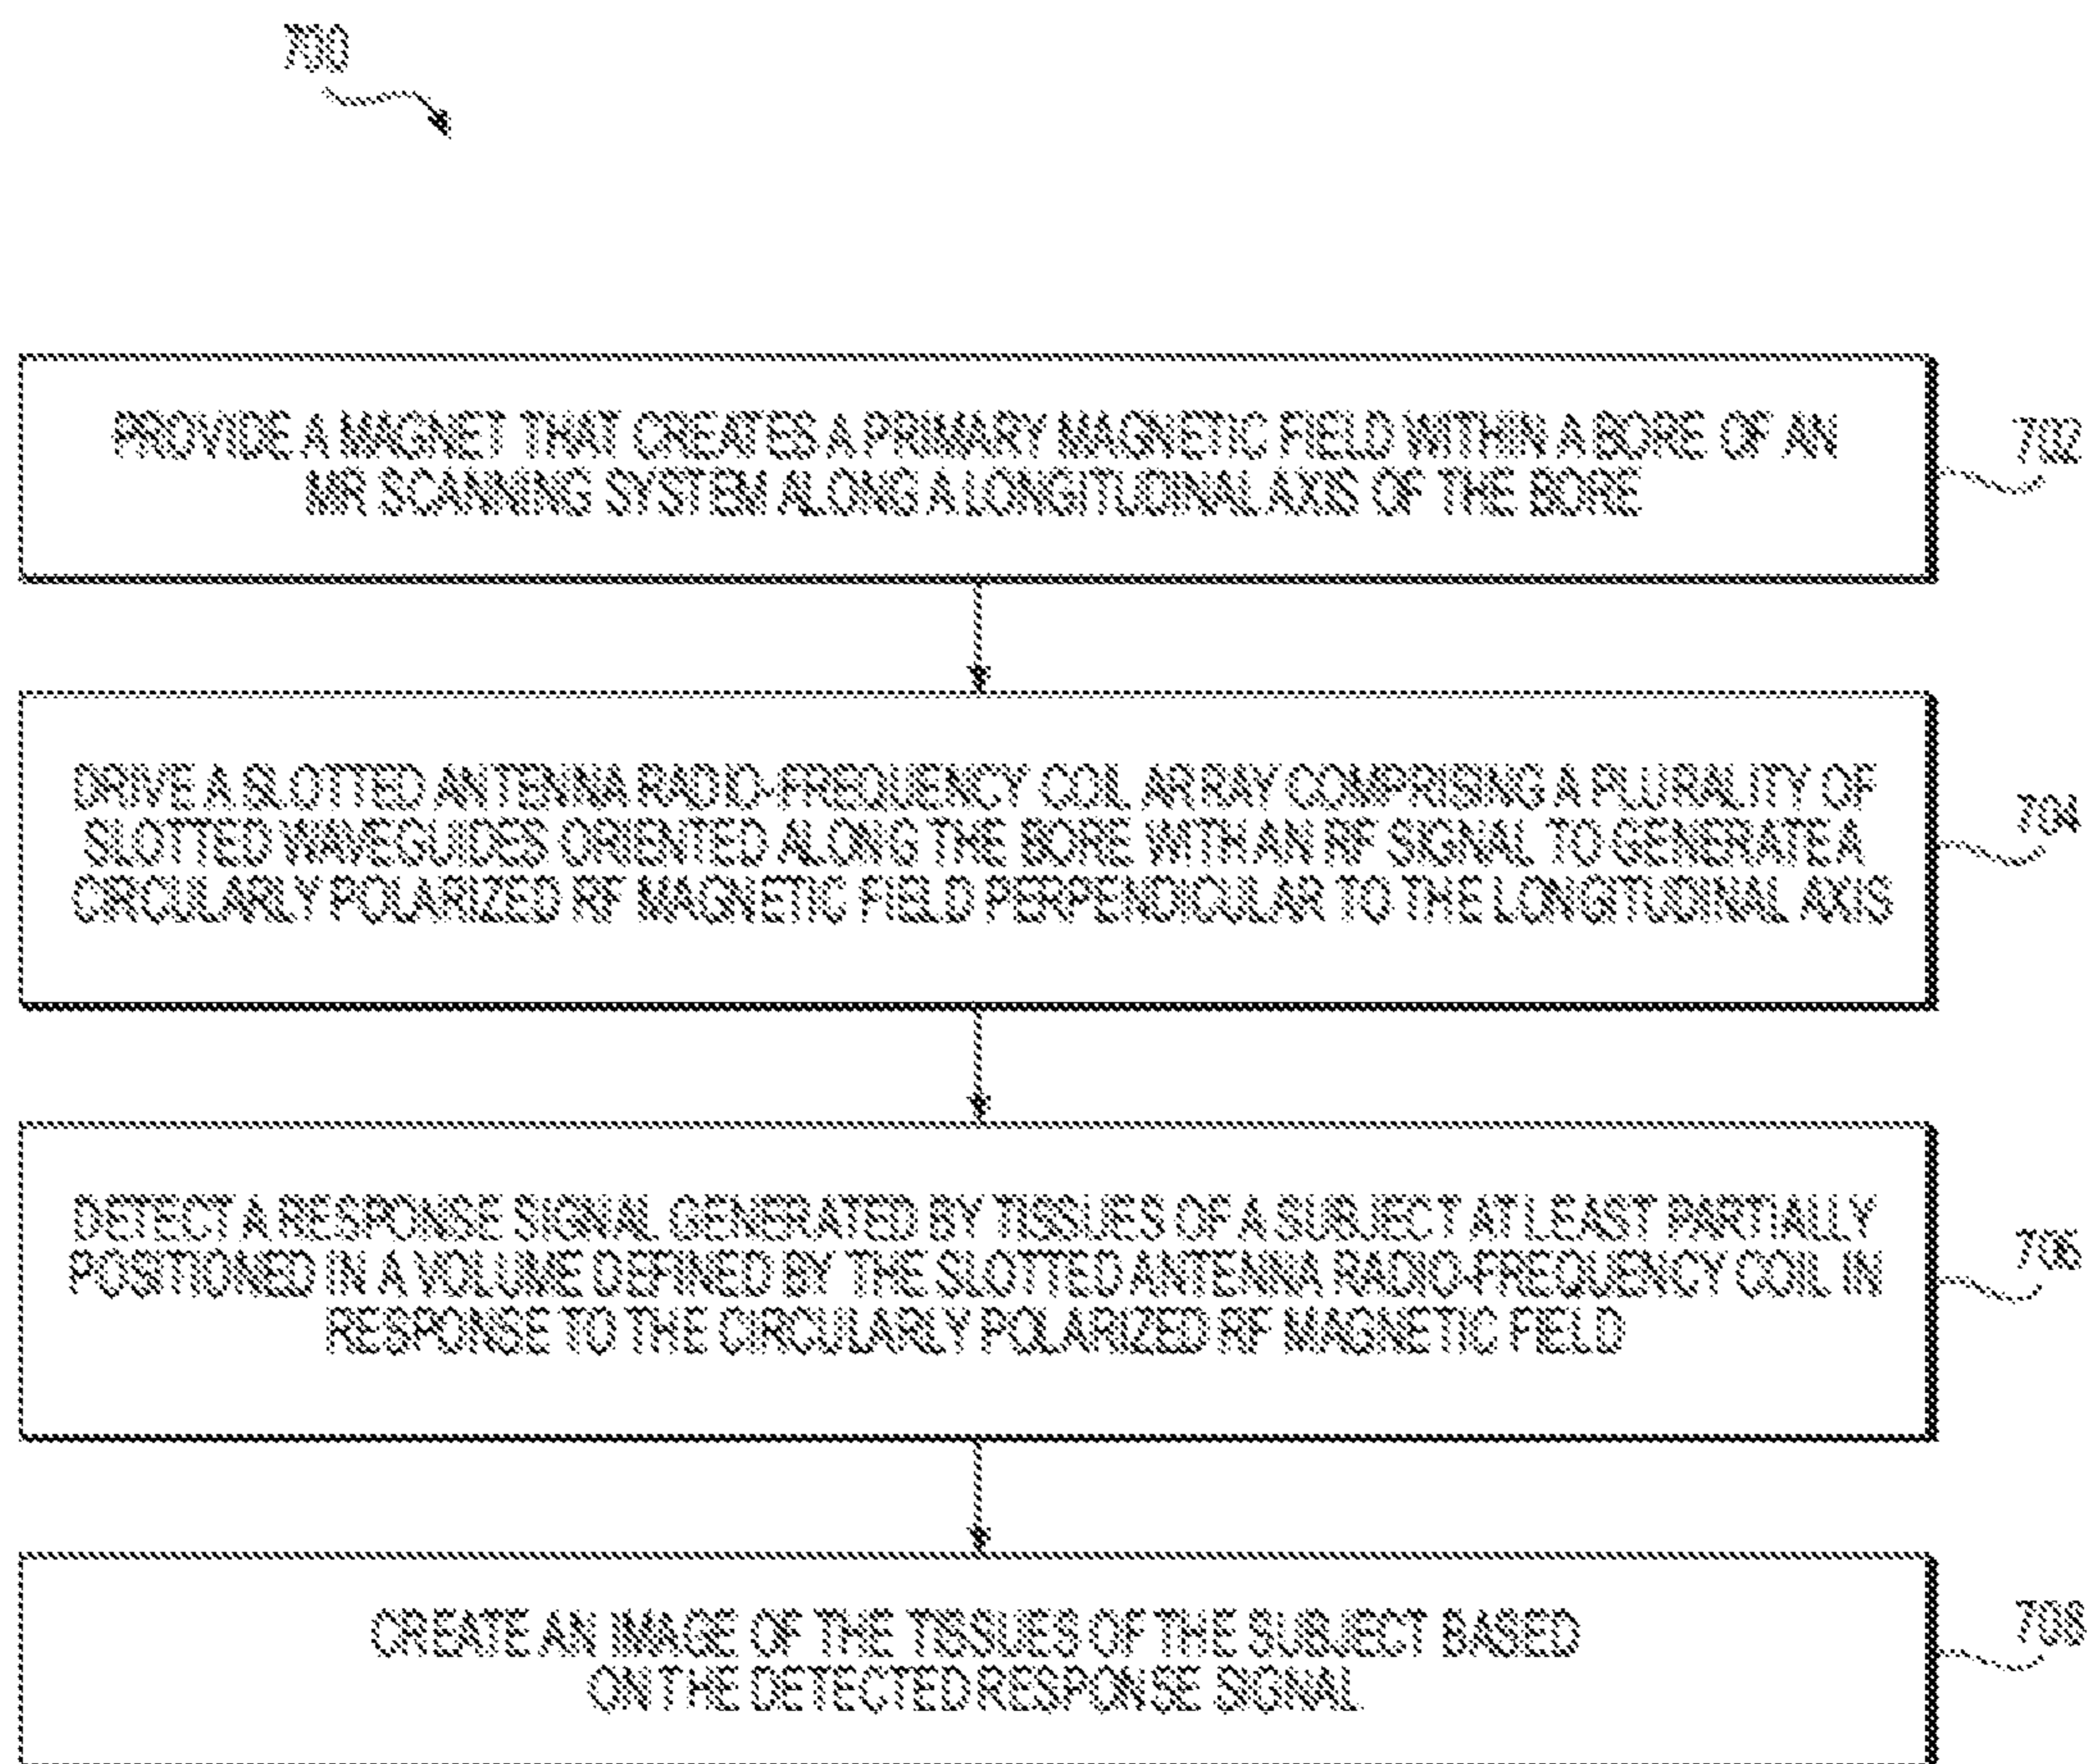 700
PROVIDE A MAGNET THAT CREATES A PRIMARY MAGNETIC FIELD WITHIN A BORE OF AN
MR SCANNING SYSTEM ALONG A LONGITUDINAL AXIS OF THE BORE
702
DRIVE A SLOTTED ANTENNA RADIO-FREQUENCY COIL ARRAY COMPRISING A PLURALITY OF
SLOTTED WAVEGUIDES ORIENTED ALONG THE BORE WITH AN RF SIGNAL TO GENERATE A
CIRCULARLY POLARIZED RF MAGNETIC FIELD PERPENDICULAR TO THE LONGITUDINAL AXIS
704
DETECT A RESPONSE SIGNAL GENERATED BY TISSUES OF A SUBJECT AT LEAST PARTIALLY
POSITIONED IN A VOLUME DEFINED BY THE SLOTTED ANTENNA RADIO-FREQUENCY COIL IN
RESPONSE TO THE CIRCULARLY POLARIZED RF MAGNETIC FIELD
706
CREATE AN IMAGE OF THE TISSUES OF THE SUBJECT BASED
ON THE DETECTED RESPONSE SIGNAL
708